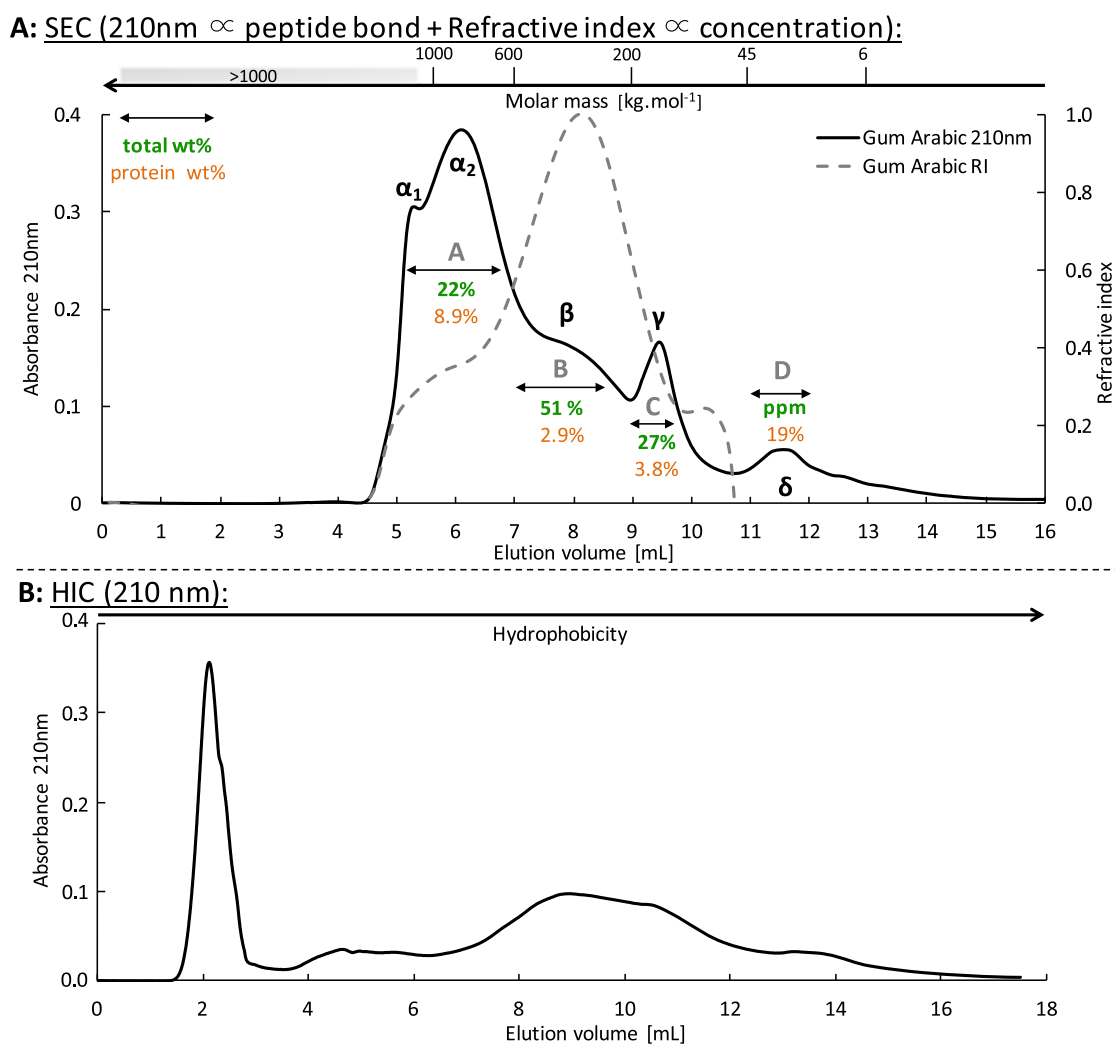 A: SEC (210nm ∝ peptide bond + Refractive index ∝ concentration):
>1000
1000 600 200 45 6
Molar mass [kg.mol-1]
total wt%
protein wt%
Gum Arabic 210nm
Gum Arabic RI
α1
α2
A
22%
8.9%
β
B
51 %
2.9%
γ
C
27%
3.8%
D
ppm
19%
δ
Absorbance 210nm
0.4
0.3
0.2
0.1
0
Refractive index
1.0
0.8
0.6
0.4
0.2
0.0
0 1 2 3 4 5 6 7 8 9 10 11 12 13 14 15 16
Elution volume [mL]
B: HIC (210 nm):
Hydrophobicity
Absorbance 210nm
0.4
0.3
0.2
0.1
0.0
0 2 4 6 8 10 12 14 16 18
Elution volume [mL]